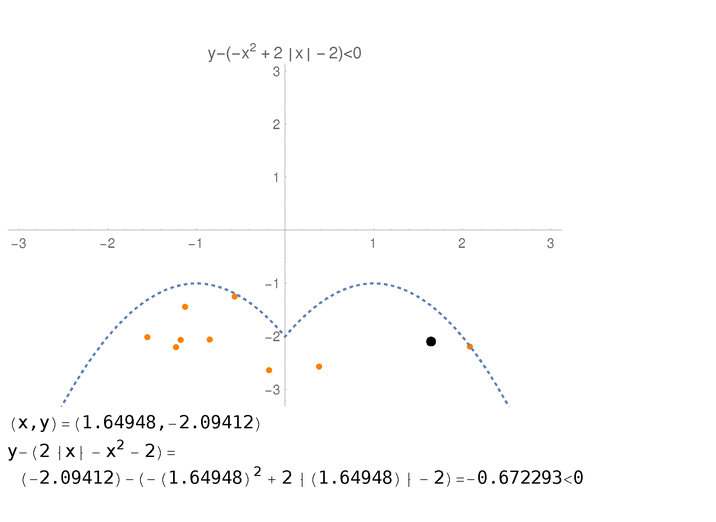 y−(−x² + 2 |x| − 2)<0
3
2
1
−3 −2 −1 1 2 3
−1
−2
−3
(x,y)=(1.64948,−2.09412)
y−(2 |x| − x² − 2)=
(−2.09412)−(−(1.64948)² + 2 |(1.64948)| − 2)=−0.672293<0